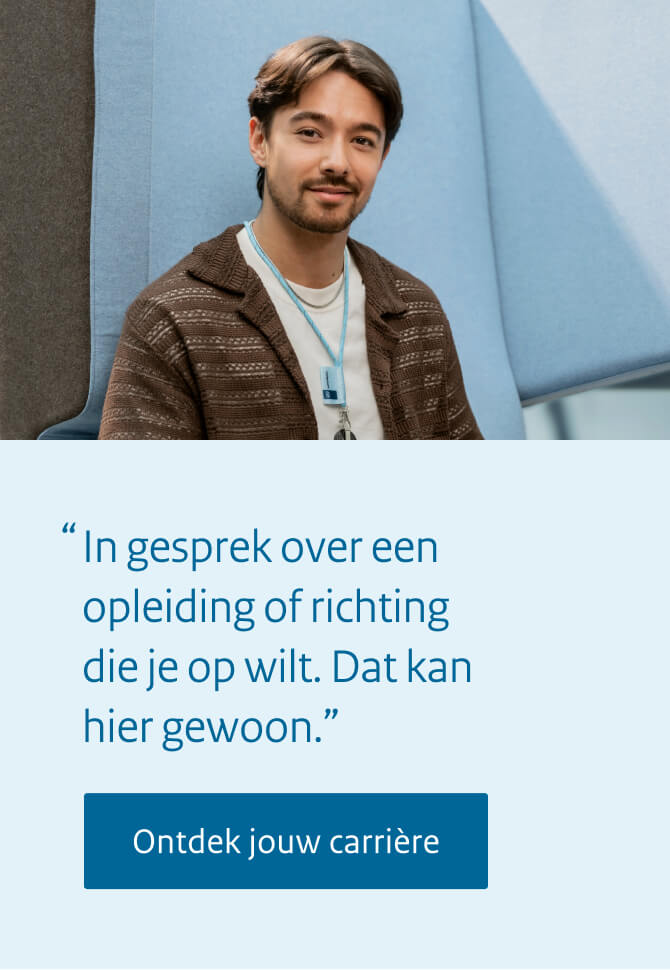 “In gesprek over een
opleiding of richting
die je op wilt. Dat kan
hier gewoon.”
Ontdek jouw carrière